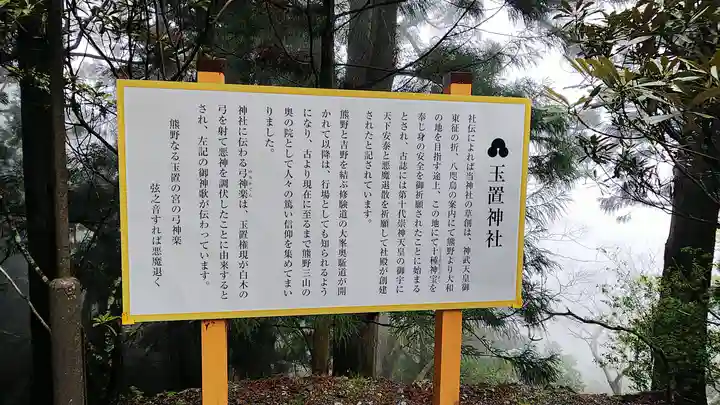 玉置神社
社伝によれば当神社の草創は、神武天皇御
東征の折、八咫烏の案内にて熊野より大和
の地を目指す途上、この地にて十種神宝を
奉じ身の安全を御祈願されたことに始まる
とされ、古誌には第十代崇神天皇の御宇に
天下安泰と悪魔退散を祈願して社殿が創建
されたと記されています。
熊野と吉野を結ぶ修験道の大峯奥駈道が開
かれて以降は、行場としても知られるよう
になり、古より現在に至るまで熊野三山の
奥の院として人々の篤い信仰を集めてまい
りました。
神社に伝わる弓神楽は、玉置権現が白木の
弓を射て悪神を調伏したことに由来すると
され、左記の御神歌が伝わっています。
熊野なる玉置の宮の弓神楽
弦之音すれば悪魔退く